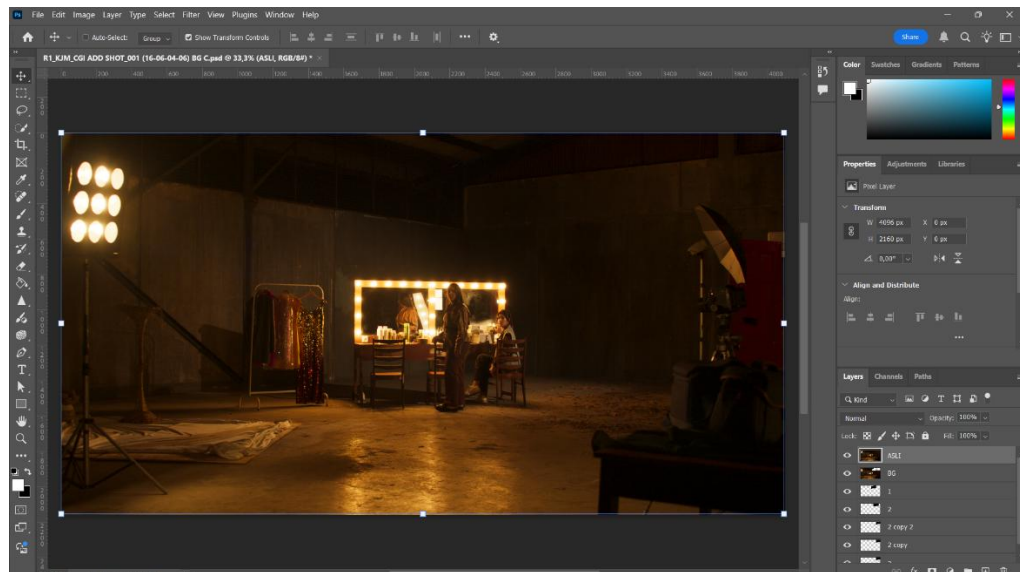 Ps File Edit Image Layer Type Select Filter View Plugins Window Help
Auto-Select: Group Show Transform Controls Share
R1_KJM_CGI ADD SHOT_001 (16-06-04-06) BG C.psd @ 33,3% (ASLI, RGB/8#) *
Color Swatches Gradients Patterns
Properties Adjustments Libraries
Pixel Layer
Transform
W 4096 px X 0 px
H 2160 px Y 0 px
0,00°
Align and Distribute
Align:
Layers Channels Paths
Kind
Normal Opacity: 100%
Lock: Fill: 100%
ASLI
BG
1
2
2 copy 2
2 copy